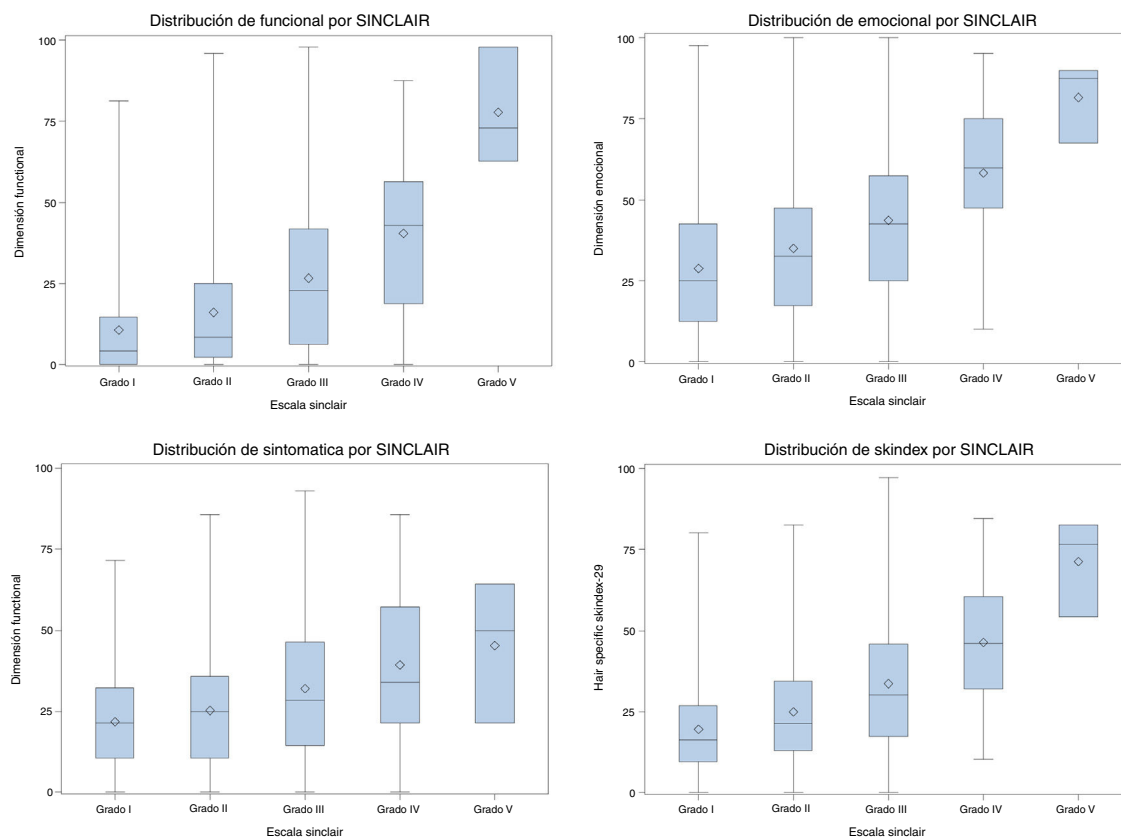 Distribución de funcional por SINCLAIR
100
75
50
25
0
Dimensión functional
Grado I
Grado II
Grado III
Grado IV
Grado V
Escala sinclair
Distribución de emocional por SINCLAIR
100
75
50
25
0
Dimensión emocional
Grado I
Grado II
Grado III
Grado IV
Grado V
Escala sinclair
Distribución de sintomatica por SINCLAIR
100
75
50
25
0
Dimensión functional
Grado I
Grado II
Grado III
Grado IV
Grado V
Escala sinclair
Distribución de skindex por SINCLAIR
100
75
50
25
0
Hair specific skindex-29
Grado I
Grado II
Grado III
Grado IV
Grado V
Escala sinclair